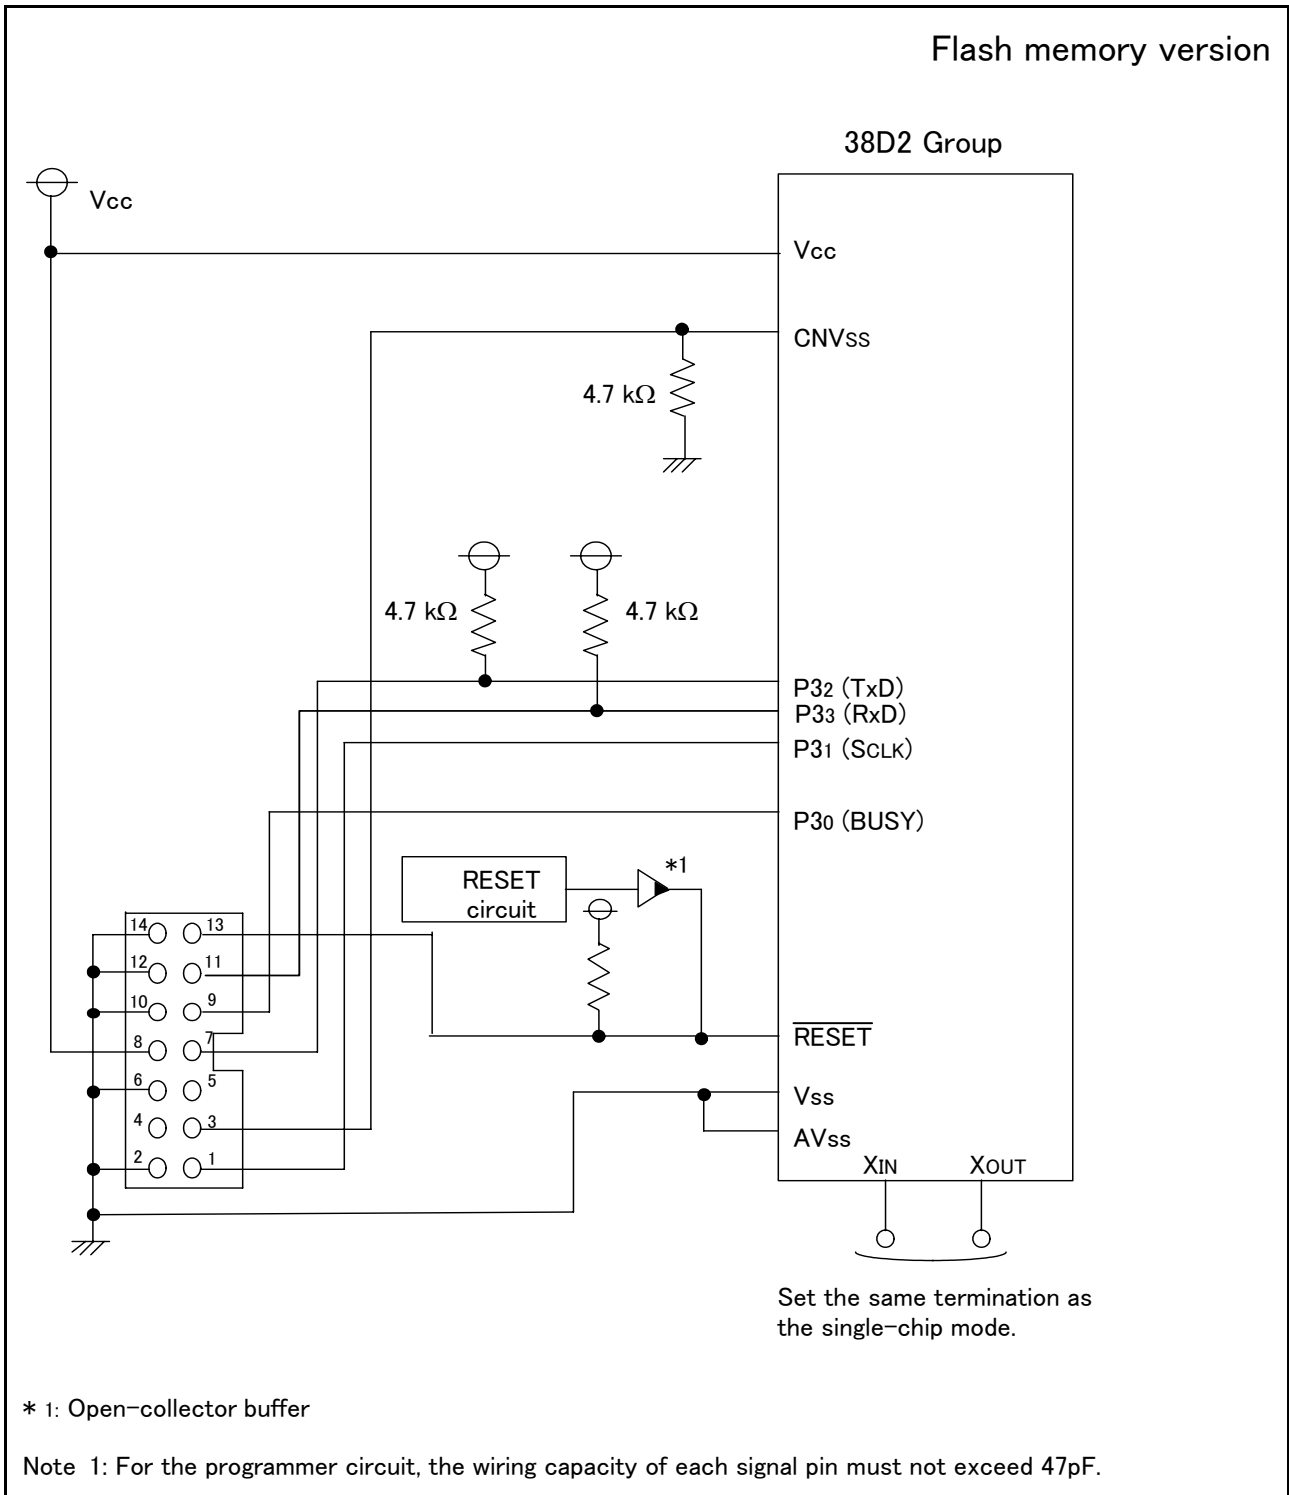 Flash memory version
38D2 Group
Vcc
Vcc
CNVss
4.7 kΩ
4.7 kΩ
4.7 kΩ
P32 (TxD)
P33 (RxD)
P31 (SCLK)
P30 (BUSY)
*1
RESET
circuit
14 13
12 11
10 9
8 7
6 5
4 3
2 1
RESET
Vss
AVss
XIN XOUT
Set the same termination as
the single-chip mode.
* 1: Open-collector buffer
Note 1: For the programmer circuit, the wiring capacity of each signal pin must not exceed 47pF.